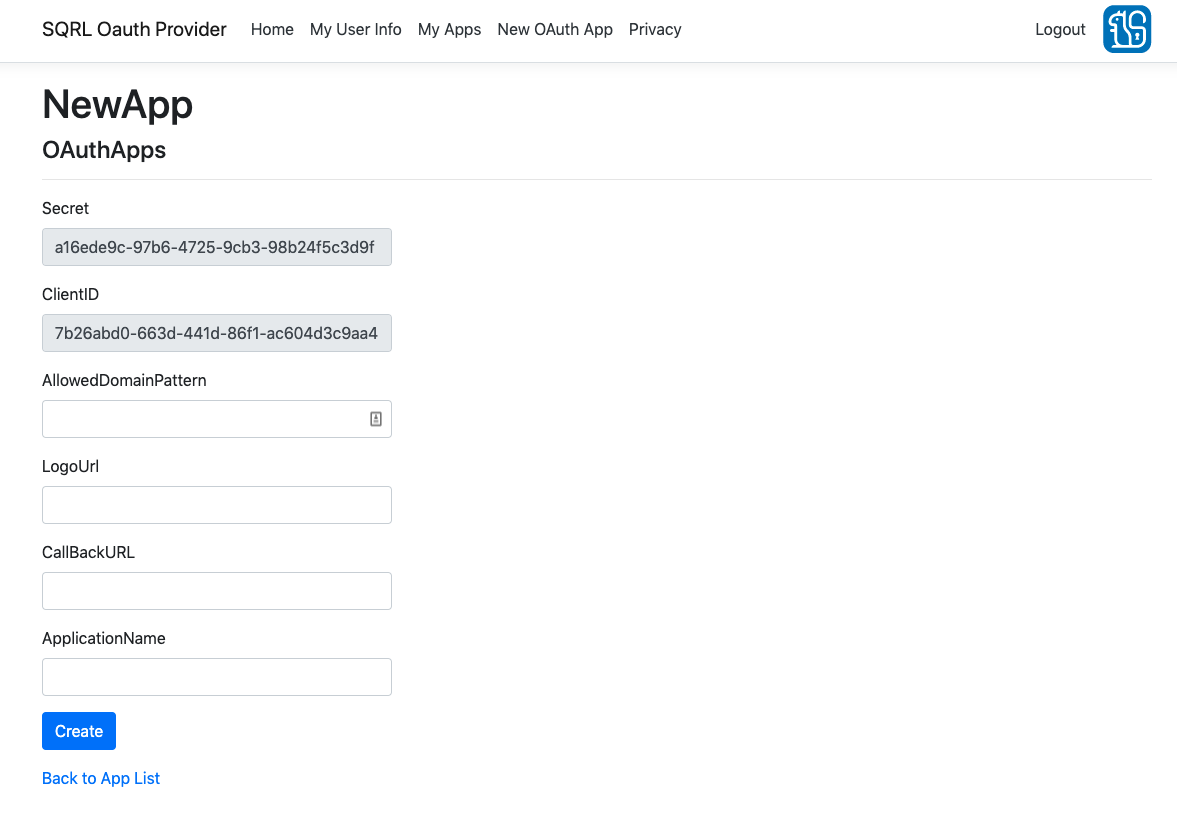 SQRL Oauth Provider Home My User Info My Apps New OAuth App Privacy Logout
NewApp
OAuthApps
Secret
a16ede9c-97b6-4725-9cb3-98b24f5c3d9f
ClientID
7b26abd0-663d-441d-86f1-ac604d3c9aa4
AllowedDomainPattern
LogoUrl
CallBackURL
ApplicationName
Create
Back to App List